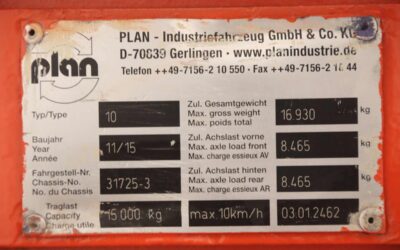 PLAN - Industriefahrzeug GmbH & Co. KG
D-70839 Gerlingen · www.planindustrie.de
Telefon ++49-7156-2 10 550 · Fax ++49-7156-2 44
plan
Typ/Type
10
Zul. Gesamtgewicht
Max. gross weight
Max. poids total
16 930
kg
Baujahr
Year
Année
11/15
Zul. Achslast vorne
Max. axle load front
Max. charge essieux AV
8.465
kg
Fahrgestell-Nr.
Chassis-No.
No. du Chassis
31725-3
Zul. Achslast hinten
Max. axle load rear
Max. charge essieux AR
8.465
kg
Traglast
Capacity
Charge utile
15 000 kg
max. 10km/h
03.01.2462